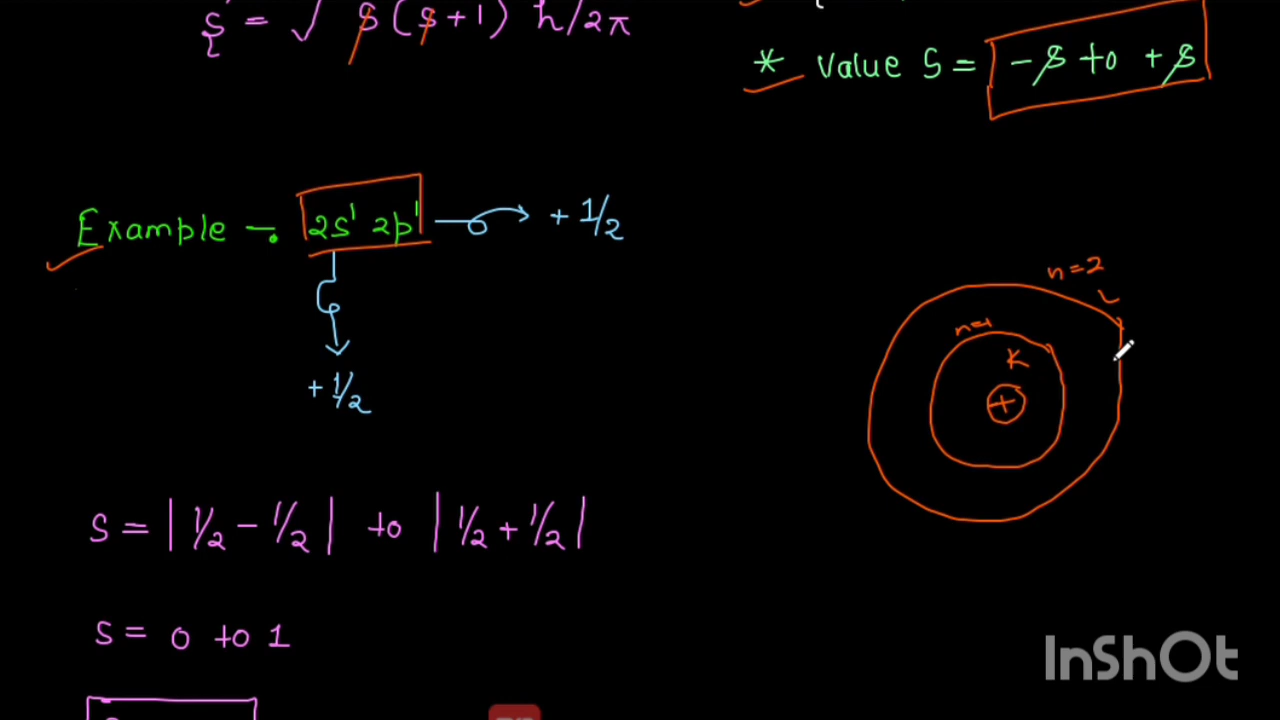 S = √ s(s+1) h/2π
* Value S = -s to +s
Example -. 2s¹ 2p¹ + 1/2
+ 1/2
n=2
L
n=1
K
+
S = | 1/2 - 1/2 | to | 1/2 + 1/2 |
S = 0 to 1
InShOt